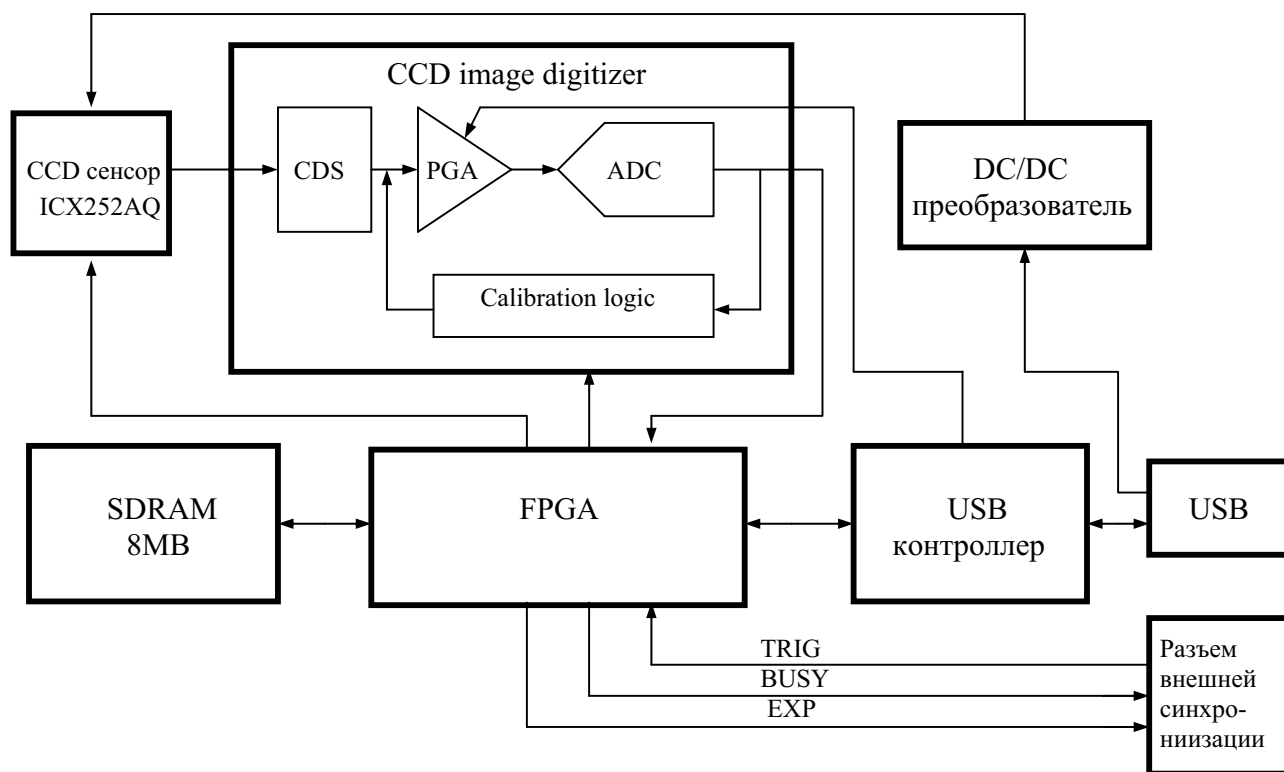 CCD image digitizer
CCD сенсор
ICX252AQ
CDS
PGA
ADC
DC/DC
преобразователь
Calibration logic
SDRAM
8MB
FPGA
USB
контроллер
USB
TRIG
BUSY
EXP
Разъем
внешней
синхро-
ниизации